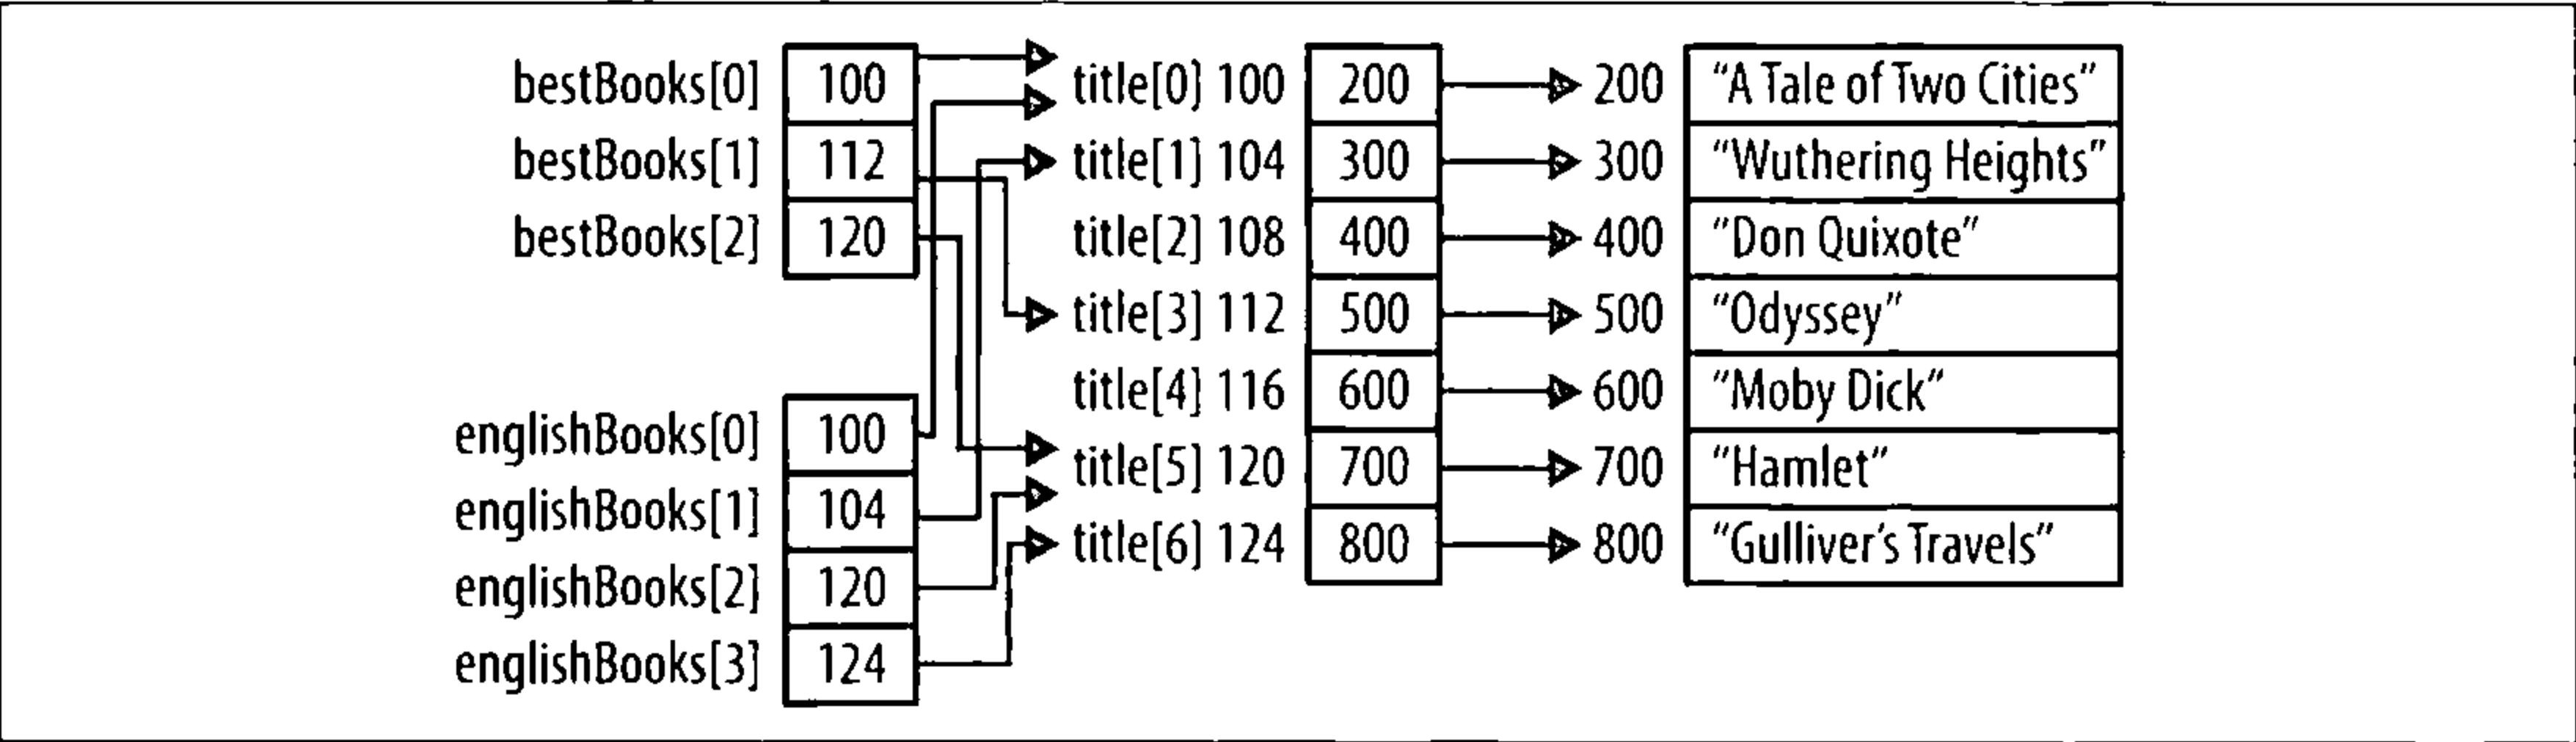 bestBooks[0] 100 title[0] 100 200 200 "A Tale of Two Cities"
bestBooks[1] 112 title[1] 104 300 300 "Wuthering Heights"
bestBooks[2] 120 title[2] 108 400 400 "Don Quixote"
title[3] 112 500 500 "Odyssey"
title[4] 116 600 600 "Moby Dick"
englishBooks[0] 100 title[5] 120 700 700 "Hamlet"
englishBooks[1] 104 title[6] 124 800 800 "Gulliver's Travels"
englishBooks[2] 120
englishBooks[3] 124